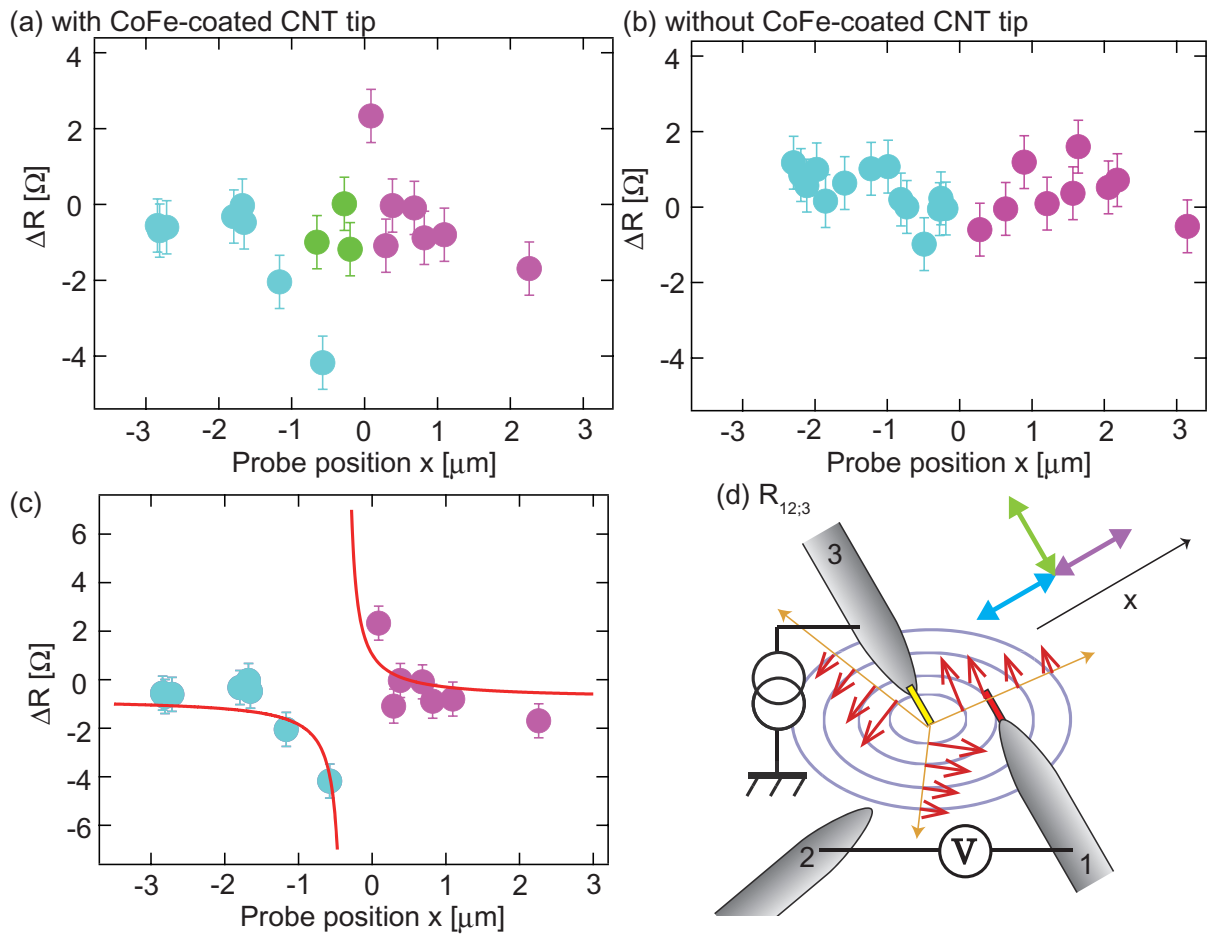 (a) with CoFe-coated CNT tip
4
2
0
-2
-4
ΔR [Ω]
-3 -2 -1 0 1 2 3
Probe position x [μm]
(b) without CoFe-coated CNT tip
4
2
0
-2
-4
ΔR [Ω]
-3 -2 -1 0 1 2 3
Probe position x [μm]
(c)
6
4
2
0
-2
-4
-6
ΔR [Ω]
-3 -2 -1 0 1 2 3
Probe position x [μm]
(d) R12;3
3
x
2
V
1